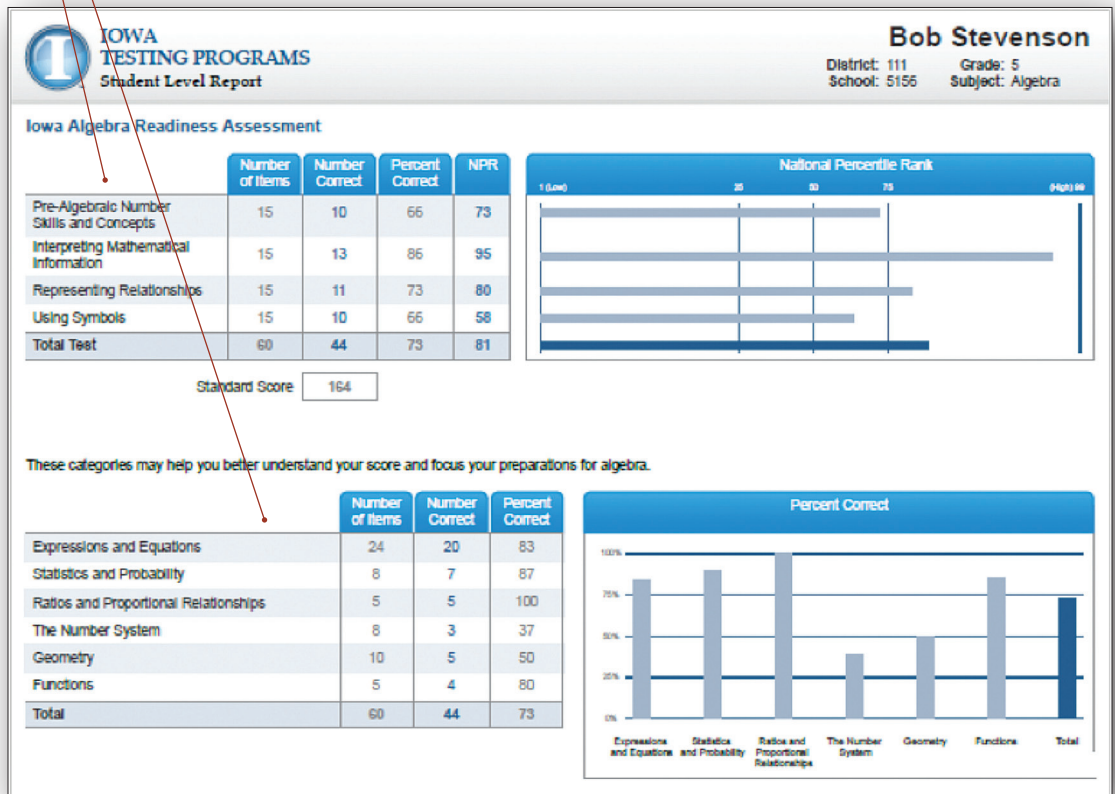 IOWA
TESTING PROGRAMS
Student Level Report
Bob Stevenson
District: 111 Grade: 5
School: 5156 Subject: Algebra
Iowa Algebra Readiness Assessment
Number of Items Number Correct Percent Correct NPR
Pre-Algebraic Number Skills and Concepts 15 10 66 73
Interpreting Mathematical Information 15 13 86 95
Representing Relationships 15 11 73 80
Using Symbols 15 10 66 58
Total Test 60 44 73 81
Standard Score 164
National Percentile Rank
1 (Low) 25 50 75 (High) 99
These categories may help you better understand your score and focus your preparations for algebra.
Number of Items Number Correct Percent Correct
Expressions and Equations 24 20 83
Statistics and Probability 8 7 87
Ratios and Proportional Relationships 5 5 100
The Number System 8 3 37
Geometry 10 5 50
Functions 5 4 80
Total 60 44 73
Percent Correct
100%
75%
50%
25%
0%
Expressions and Equations
Statistics and Probability
Ratios and Proportional Relationships
The Number System
Geometry
Functions
Total